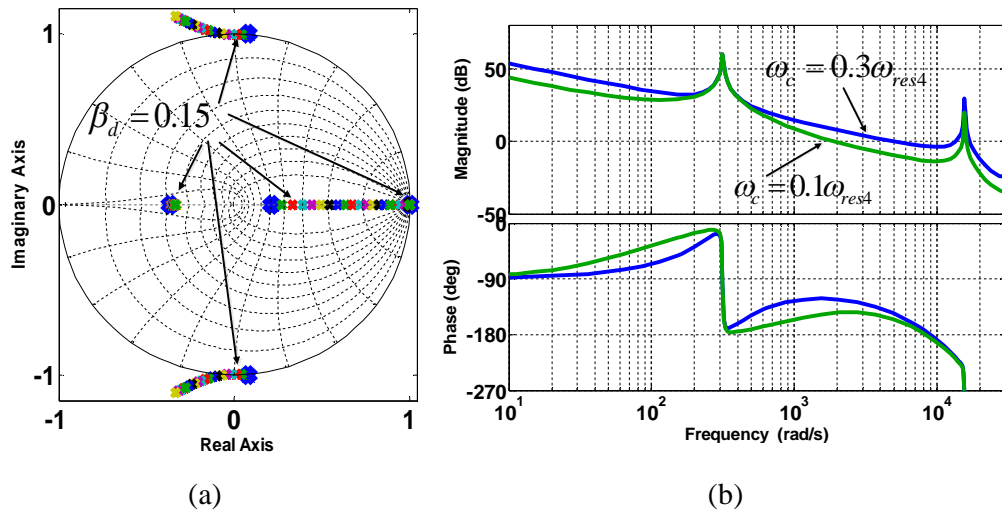 1
0
-1
Imaginary Axis
-1
0
1
Real Axis
β_d = 0.15
(a)
50
0
-50
Magnitude (dB)
ω_c = 0.3ω_res4
ω_c = 0.1ω_res4
0
-90
-180
-270
Phase (deg)
10^1
10^2
10^3
10^4
Frequency (rad/s)
(b)